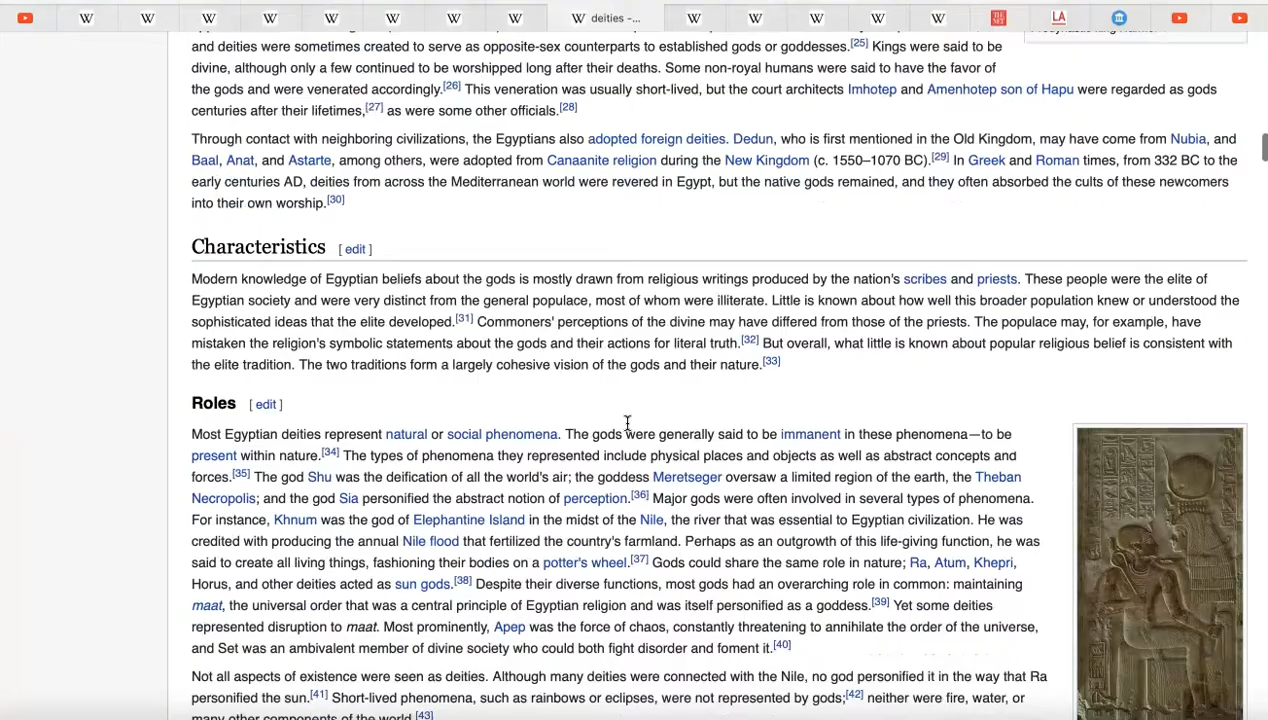 deities -...
LA
and deities were sometimes created to serve as opposite-sex counterparts to established gods or goddesses.[25] Kings were said to be
divine, although only a few continued to be worshipped long after their deaths. Some non-royal humans were said to have the favor of
the gods and were venerated accordingly.[26] This veneration was usually short-lived, but the court architects Imhotep and Amenhotep son of Hapu were regarded as gods
centuries after their lifetimes,[27] as were some other officials.[28]
Through contact with neighboring civilizations, the Egyptians also adopted foreign deities. Dedun, who is first mentioned in the Old Kingdom, may have come from Nubia, and
Baal, Anat, and Astarte, among others, were adopted from Canaanite religion during the New Kingdom (c. 1550–1070 BC).[29] In Greek and Roman times, from 332 BC to the
early centuries AD, deities from across the Mediterranean world were revered in Egypt, but the native gods remained, and they often absorbed the cults of these newcomers
into their own worship.[30]
Characteristics [ edit ]
Modern knowledge of Egyptian beliefs about the gods is mostly drawn from religious writings produced by the nation's scribes and priests. These people were the elite of
Egyptian society and were very distinct from the general populace, most of whom were illiterate. Little is known about how well this broader population knew or understood the
sophisticated ideas that the elite developed.[31] Commoners' perceptions of the divine may have differed from those of the priests. The populace may, for example, have
mistaken the religion's symbolic statements about the gods and their actions for literal truth.[32] But overall, what little is known about popular religious belief is consistent with
the elite tradition. The two traditions form a largely cohesive vision of the gods and their nature.[33]
Roles [ edit ]
Most Egyptian deities represent natural or social phenomena. The gods were generally said to be immanent in these phenomena—to be
present within nature.[34] The types of phenomena they represented include physical places and objects as well as abstract concepts and
forces.[35] The god Shu was the deification of all the world's air; the goddess Meretseger oversaw a limited region of the earth, the Theban
Necropolis; and the god Sia personified the abstract notion of perception.[36] Major gods were often involved in several types of phenomena.
For instance, Khnum was the god of Elephantine Island in the midst of the Nile, the river that was essential to Egyptian civilization. He was
credited with producing the annual Nile flood that fertilized the country's farmland. Perhaps as an outgrowth of this life-giving function, he was
said to create all living things, fashioning their bodies on a potter's wheel.[37] Gods could share the same role in nature; Ra, Atum, Khepri,
Horus, and other deities acted as sun gods.[38] Despite their diverse functions, most gods had an overarching role in common: maintaining
maat, the universal order that was a central principle of Egyptian religion and was itself personified as a goddess.[39] Yet some deities
represented disruption to maat. Most prominently, Apep was the force of chaos, constantly threatening to annihilate the order of the universe,
and Set was an ambivalent member of divine society who could both fight disorder and foment it.[40]
Not all aspects of existence were seen as deities. Although many deities were connected with the Nile, no god personified it in the way that Ra
personified the sun.[41] Short-lived phenomena, such as rainbows or eclipses, were not represented by gods;[42] neither were fire, water, or
many other components of the world.[43]